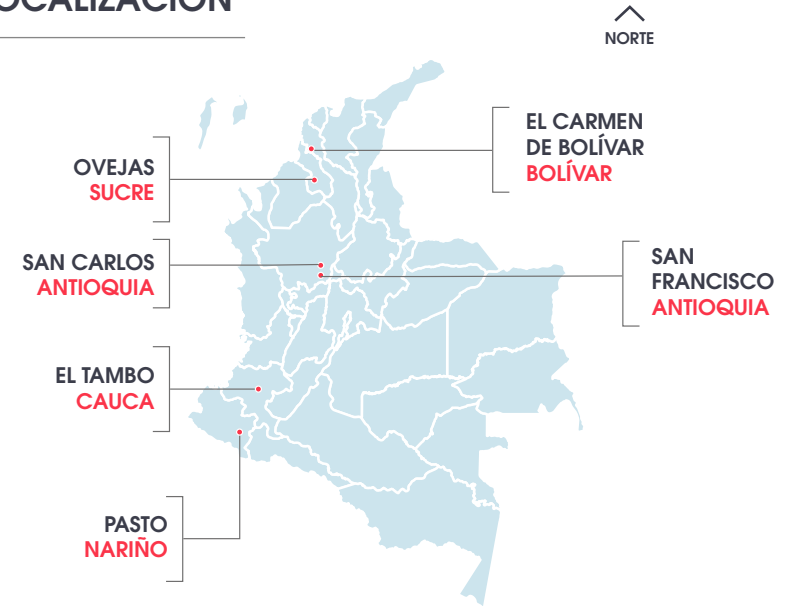 OCALIZACIÓN
NORTE
EL CARMEN
DE BOLÍVAR
BOLÍVAR
OVEJAS
SUCRE
SAN CARLOS
ANTIOQUIA
SAN
FRANCISCO
ANTIOQUIA
EL TAMBO
CAUCA
PASTO
NARIÑO